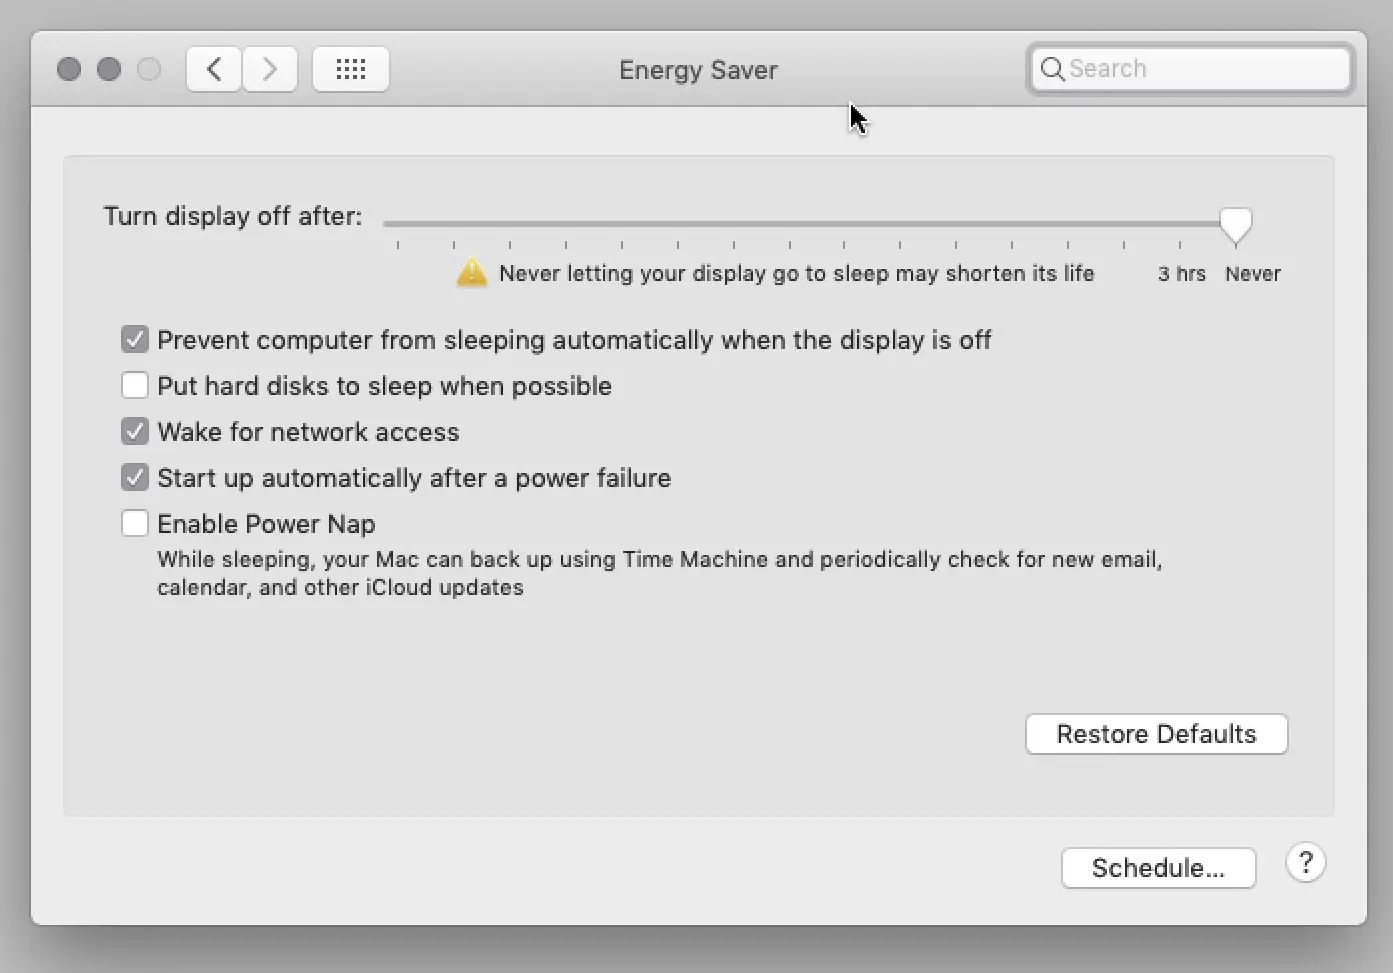 Energy Saver
Search
Turn display off after:
Never letting your display go to sleep may shorten its life 3 hrs Never
Prevent computer from sleeping automatically when the display is off
Put hard disks to sleep when possible
Wake for network access
Start up automatically after a power failure
Enable Power Nap
While sleeping, your Mac can back up using Time Machine and periodically check for new email,
calendar, and other iCloud updates
Restore Defaults
Schedule... ?